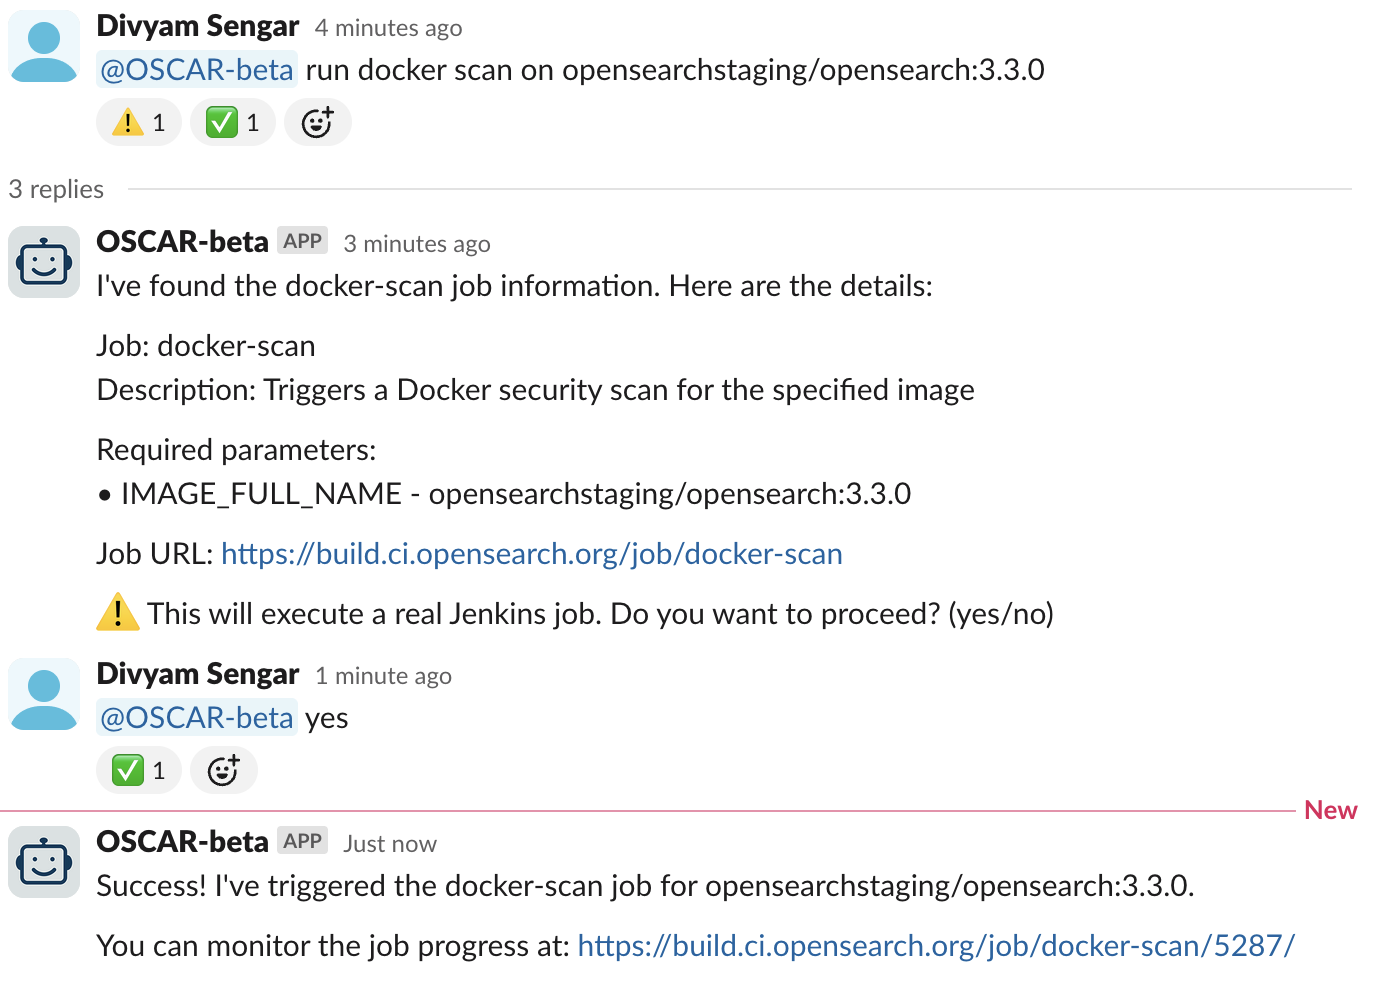 Divyam Sengar 4 minutes ago
@OSCAR-beta run docker scan on opensearchstaging/opensearch:3.3.0
⚠️ 1 ✅ 1
3 replies
OSCAR-beta APP 3 minutes ago
I've found the docker-scan job information. Here are the details:
Job: docker-scan
Description: Triggers a Docker security scan for the specified image
Required parameters:
• IMAGE_FULL_NAME - opensearchstaging/opensearch:3.3.0
Job URL: https://build.ci.opensearch.org/job/docker-scan
⚠️ This will execute a real Jenkins job. Do you want to proceed? (yes/no)
Divyam Sengar 1 minute ago
@OSCAR-beta yes
✅ 1
New
OSCAR-beta APP Just now
Success! I've triggered the docker-scan job for opensearchstaging/opensearch:3.3.0.
You can monitor the job progress at: https://build.ci.opensearch.org/job/docker-scan/5287/